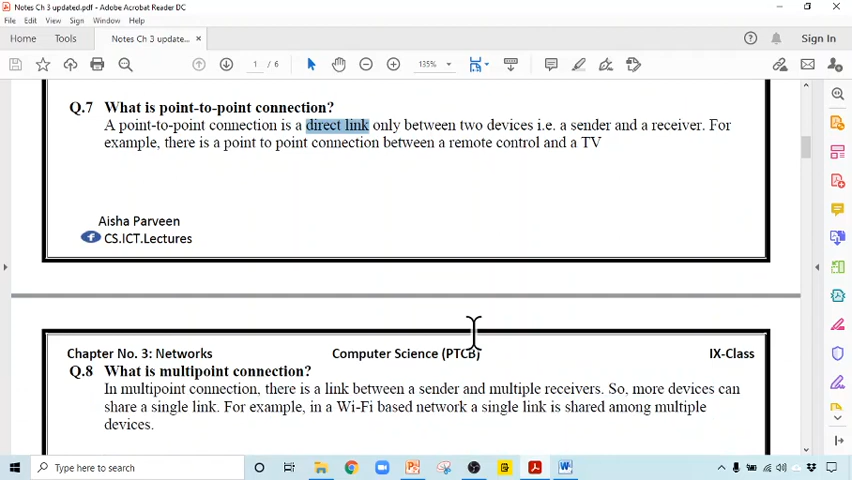 Notes Ch 3 updated.pdf - Adobe Acrobat Reader DC
File Edit View Sign Window Help
Home Tools Notes Ch 3 update... × Sign In
1 / 6 135%
Q.7 What is point-to-point connection?
A point-to-point connection is a direct link only between two devices i.e. a sender and a receiver. For
example, there is a point to point connection between a remote control and a TV
Aisha Parveen
f CS.ICT.Lectures
Chapter No. 3: Networks Computer Science (PTCB) IX-Class
Q.8 What is multipoint connection?
In multipoint connection, there is a link between a sender and multiple receivers. So, more devices can
share a single link. For example, in a Wi-Fi based network a single link is shared among multiple
devices.
Type here to search